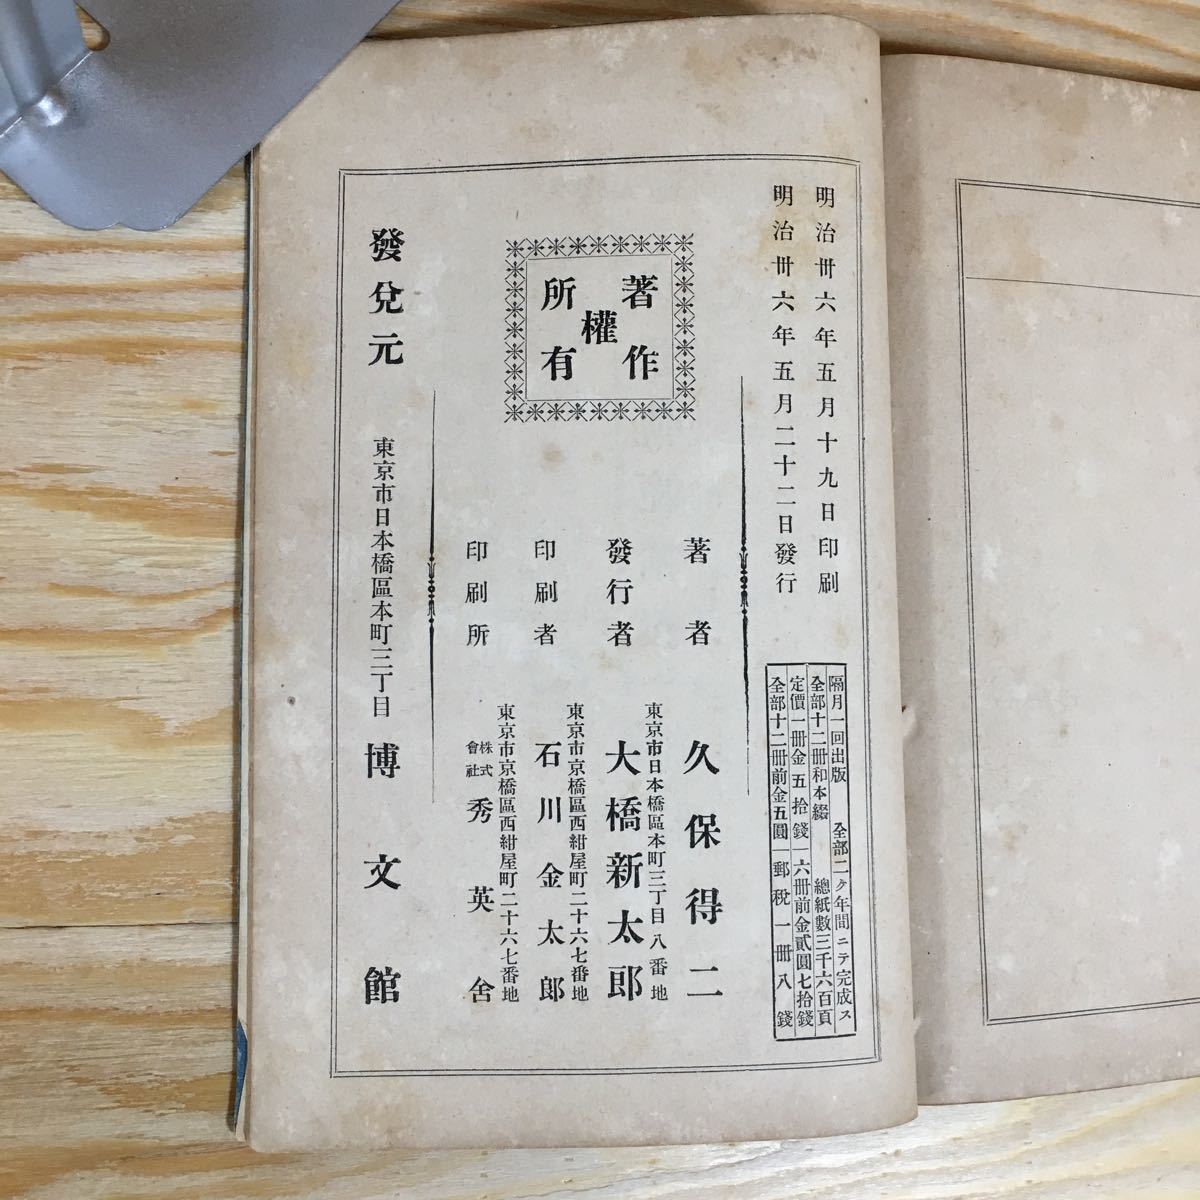 明治卅六年五月十九日印刷
明治卅六年五月二十二日發行
隔月一回出版 全部二ク年間ニテ完成ス
全部十二册和本綴 總紙數三千六百頁
定價一册金五拾錢 六册前金貳圓七拾錢
全部十二册前金五圓 郵稅一册八錢
著作權所有
著者 久保得二
東京市日本橋區本町三丁目八番地
發行者 大橋新太郎
東京市京橋區西紺屋町二十六七番地
印刷者 石川金太郎
東京市京橋區西紺屋町二十六七番地
印刷所 株式會社 秀英舍
發兌元 東京市日本橋區本町三丁目 博文館